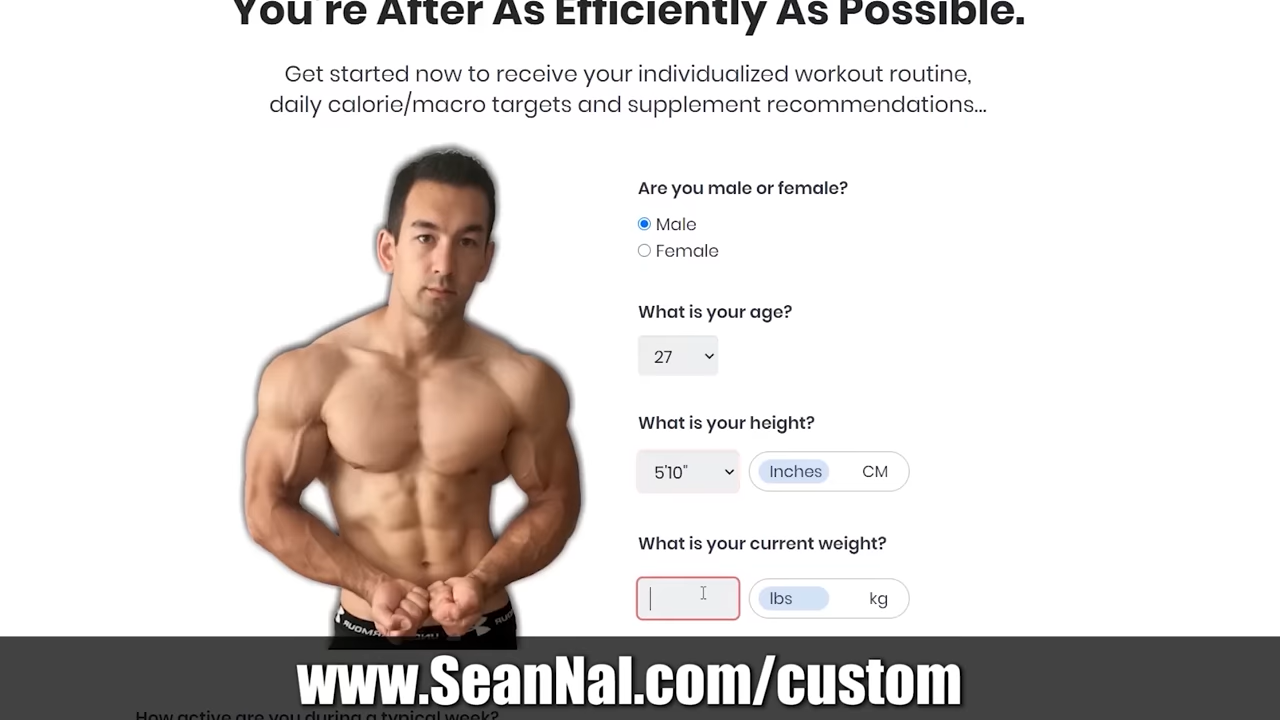 You're After As Efficiently As Possible.
Get started now to receive your individualized workout routine,
daily calorie/macro targets and supplement recommendations...
Are you male or female?
Male
Female
What is your age?
27
What is your height?
5'10"
Inches CM
What is your current weight?
lbs kg
www.SeanNal.com/custom
How active are you during a typical week?